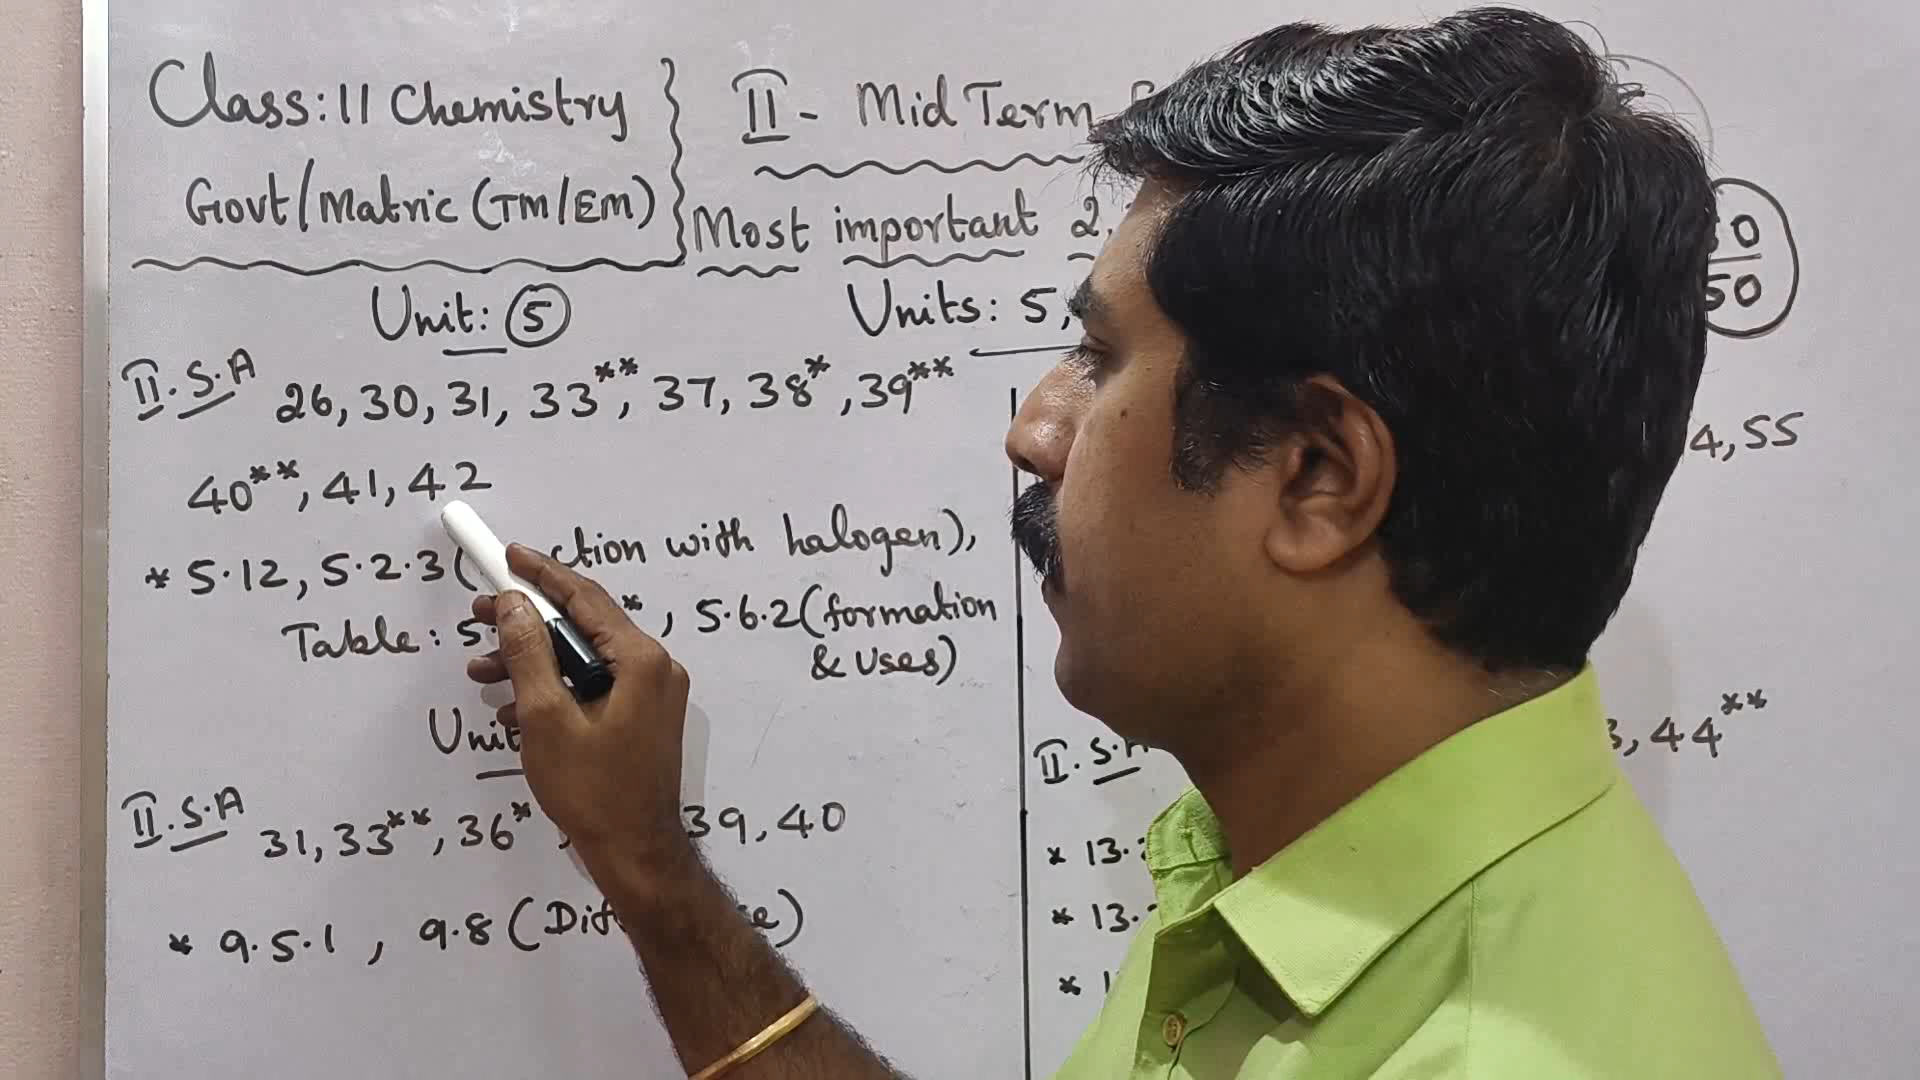 Class: 11 Chemistry
Govt/Matric (TM/EM)
II - Mid Term
Most important 2,
50
50
Unit: 5
Units: 5,
II. S.A 26, 30, 31, 33**, 37, 38*, 39**
40**, 41, 42
* 5.12, 5.2.3 ( with halogen),
Table: 5. *, 5.6.2 (formation
& uses)
Unit
II. S.A 31, 33**, 36*, 39, 40
* 9.5.1, 9.8 (
4, 55
II. S.A 3, 44**
* 13.
* 13.
* 1